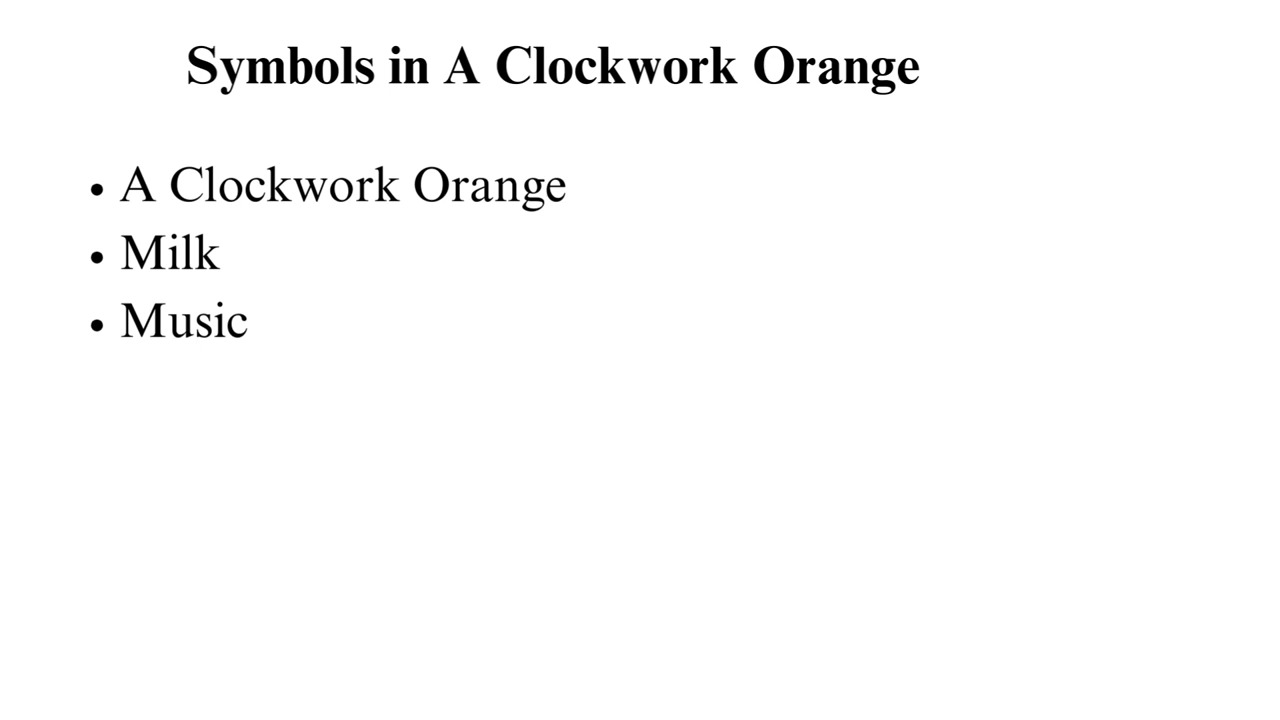 Symbols in A Clockwork Orange
• A Clockwork Orange
• Milk
• Music